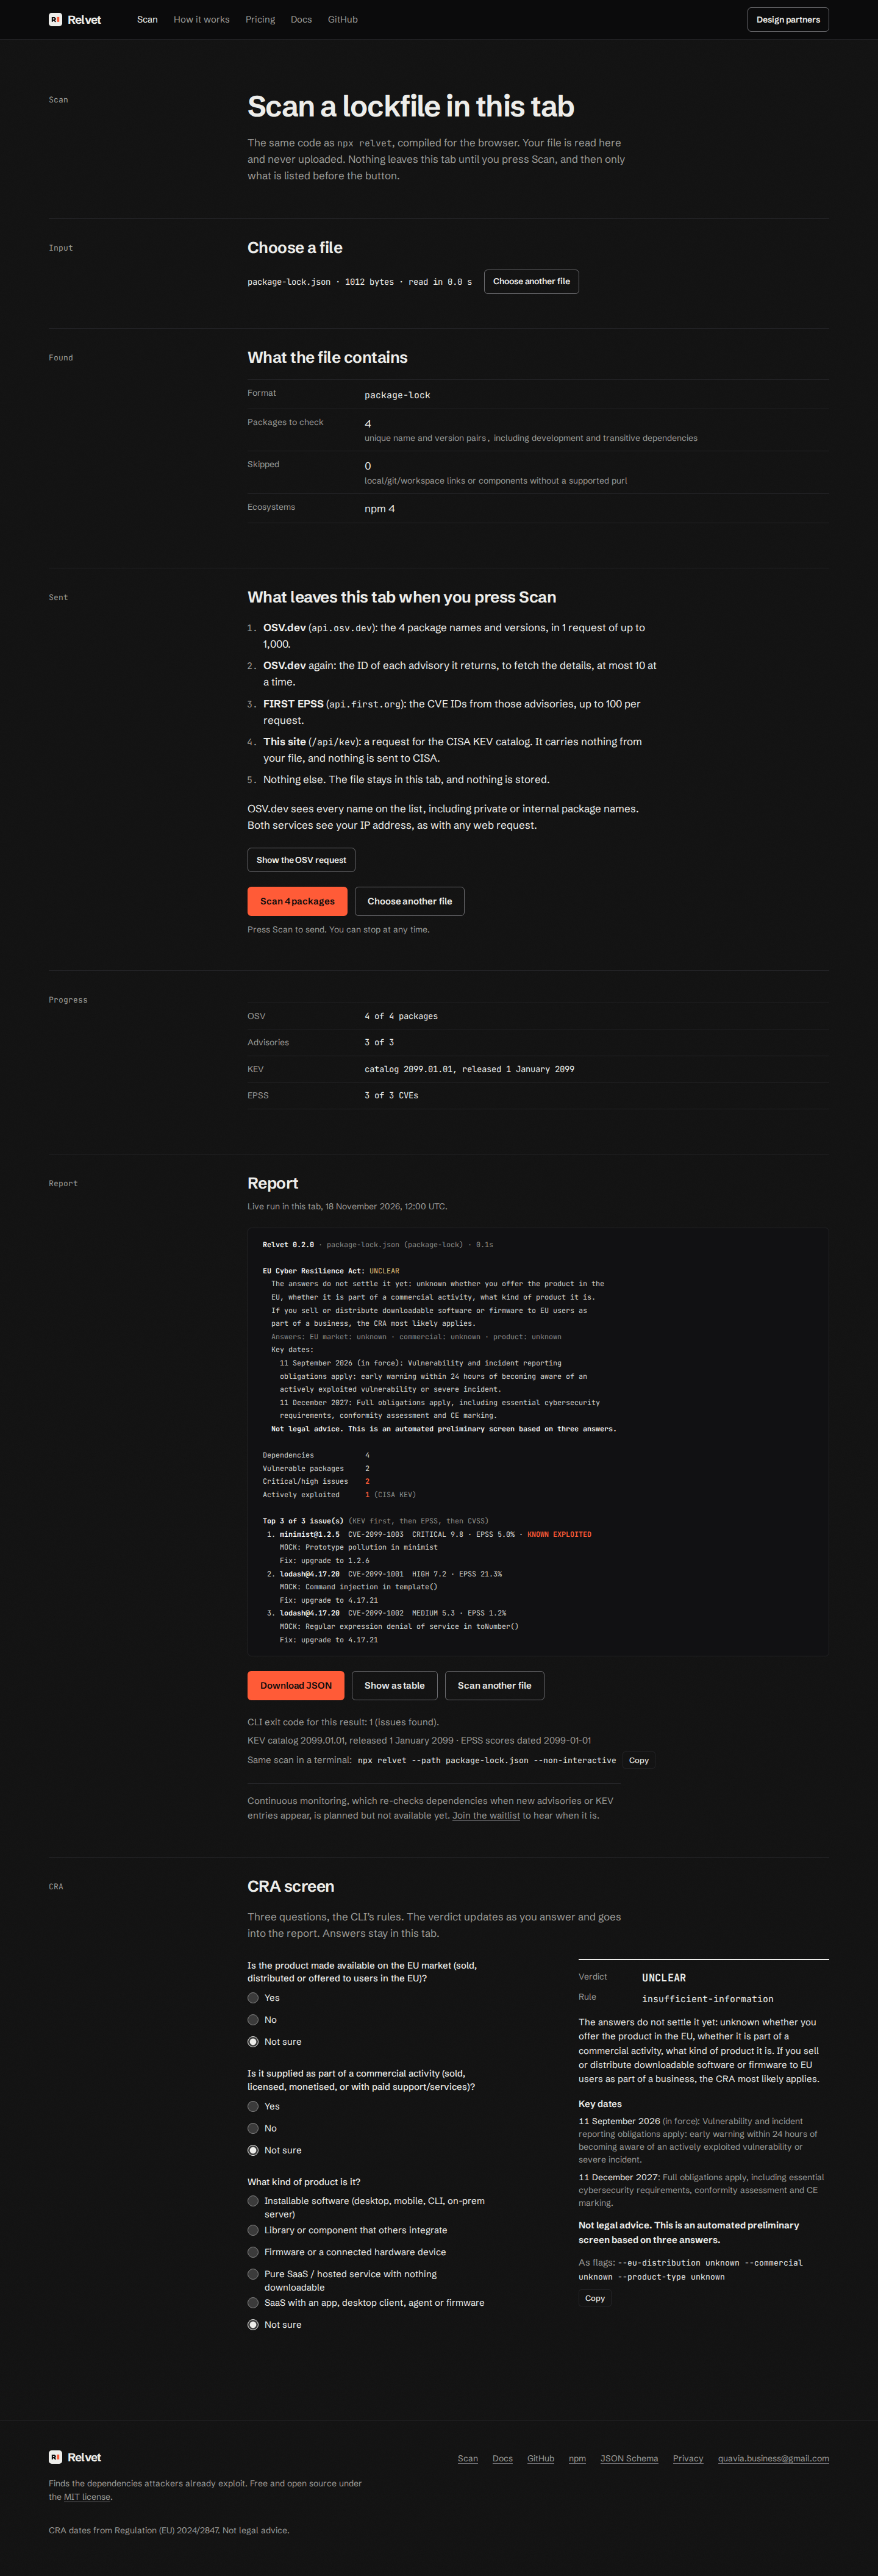 Relvet
Scan
How it works
Pricing
Docs
GitHub
Design partners
Scan
Scan a lockfile in this tab
The same code as npx relvet, compiled for the browser. Your file is read here
and never uploaded. Nothing leaves this tab until you press Scan, and then only
what is listed before the button.
Input
Choose a file
package-lock.json · 1012 bytes · read in 0.0 s
Choose another file
Found
What the file contains
Format
package-lock
Packages to check
4
unique name and version pairs, including development and transitive dependencies
Skipped
0
local/git/workspace links or components without a supported purl
Ecosystems
npm 4
Sent
What leaves this tab when you press Scan
1. OSV.dev (api.osv.dev): the 4 package names and versions, in 1 request of up to
1,000.
2. OSV.dev again: the ID of each advisory it returns, to fetch the details, at most 10 at
a time.
3. FIRST EPSS (api.first.org): the CVE IDs from those advisories, up to 100 per
request.
4. This site (/api/kev): a request for the CISA KEV catalog. It carries nothing from
your file, and nothing is sent to CISA.
5. Nothing else. The file stays in this tab, and nothing is stored.
OSV.dev sees every name on the list, including private or internal package names.
Both services see your IP address, as with any web request.
Show the OSV request
Scan 4 packages
Choose another file
Press Scan to send. You can stop at any time.
Progress
OSV
4 of 4 packages
Advisories
3 of 3
KEV
catalog 2099.01.01, released 1 January 2099
EPSS
3 of 3 CVEs
Report
Report
Live run in this tab, 18 November 2026, 12:00 UTC.
Relvet 0.2.0 · package-lock.json (package-lock) · 0.1s
EU Cyber Resilience Act: UNCLEAR
The answers do not settle it yet: unknown whether you offer the product in the
EU, whether it is part of a commercial activity, what kind of product it is.
If you sell or distribute downloadable software or firmware to EU users as
part of a business, the CRA most likely applies.
Answers: EU market: unknown · commercial: unknown · product: unknown
Key dates:
11 September 2026 (in force): Vulnerability and incident reporting
obligations apply: early warning within 24 hours of becoming aware of an
actively exploited vulnerability or severe incident.
11 December 2027: Full obligations apply, including essential cybersecurity
requirements, conformity assessment and CE marking.
Not legal advice. This is an automated preliminary screen based on three answers.
Dependencies 4
Vulnerable packages 2
Critical/high issues 2
Actively exploited 1 (CISA KEV)
Top 3 of 3 issue(s) (KEV first, then EPSS, then CVSS)
1. minimist@1.2.5 CVE-2099-1003 CRITICAL 9.8 · EPSS 5.0% · KNOWN EXPLOITED
MOCK: Prototype pollution in minimist
Fix: upgrade to 1.2.6
2. lodash@4.17.20 CVE-2099-1001 HIGH 7.2 · EPSS 21.3%
MOCK: Command injection in template()
Fix: upgrade to 4.17.21
3. lodash@4.17.20 CVE-2099-1002 MEDIUM 5.3 · EPSS 1.2%
MOCK: Regular expression denial of service in toNumber()
Fix: upgrade to 4.17.21
Download JSON
Show as table
Scan another file
CLI exit code for this result: 1 (issues found).
KEV catalog 2099.01.01, released 1 January 2099 · EPSS scores dated 2099-01-01
Same scan in a terminal: npx relvet --path package-lock.json --non-interactive
Copy
Continuous monitoring, which re-checks dependencies when new advisories or KEV
entries appear, is planned but not available yet. Join the waitlist to hear when it is.
CRA
CRA screen
Three questions, the CLI's rules. The verdict updates as you answer and goes
into the report. Answers stay in this tab.
Is the product made available on the EU market (sold,
distributed or offered to users in the EU)?
Yes
No
Not sure
Is it supplied as part of a commercial activity (sold,
licensed, monetised, or with paid support/services)?
Yes
No
Not sure
What kind of product is it?
Installable software (desktop, mobile, CLI, on-prem
server)
Library or component that others integrate
Firmware or a connected hardware device
Pure SaaS / hosted service with nothing
downloadable
SaaS with an app, desktop client, agent or firmware
Not sure
Verdict
UNCLEAR
Rule
insufficient-information
The answers do not settle it yet: unknown whether you
offer the product in the EU, whether it is part of a
commercial activity, what kind of product it is. If you sell
or distribute downloadable software or firmware to EU
users as part of a business, the CRA most likely applies.
Key dates
11 September 2026 (in force): Vulnerability and incident
reporting obligations apply: early warning within 24 hours of
becoming aware of an actively exploited vulnerability or
severe incident.
11 December 2027: Full obligations apply, including essential
cybersecurity requirements, conformity assessment and CE
marking.
Not legal advice. This is an automated preliminary
screen based on three answers.
As flags: --eu-distribution unknown --commercial
unknown --product-type unknown
Copy
Relvet
Scan
Docs
GitHub
npm
JSON Schema
Privacy
quavia.business@gmail.com
Finds the dependencies attackers already exploit. Free and open source under
the MIT license.
CRA dates from Regulation (EU) 2024/2847. Not legal advice.